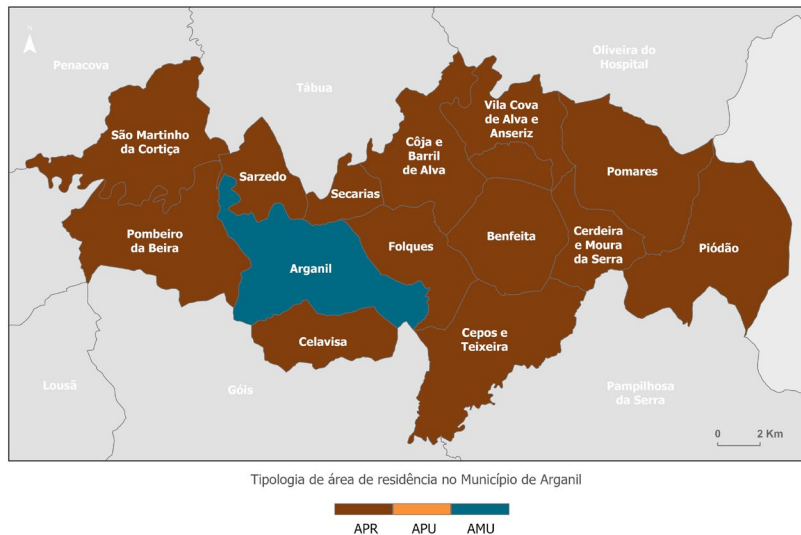 N
Penacova
Tábua
Oliveira do
Hospital
São Martinho
da Cortiça
Sarzedo
Secarias
Côja e
Barril
de Alva
Vila Cova
de Alva e
Anseriz
Pomares
Pombeiro
da Beira
Arganil
Folques
Benfeita
Cerdeira
e Moura
da Serra
Piódão
Celavisa
Cepos e
Teixeira
Lousã
Góis
Pampilhosa
da Serra
0 2 Km
Tipologia de área de residência no Município de Arganil
APR APU AMU